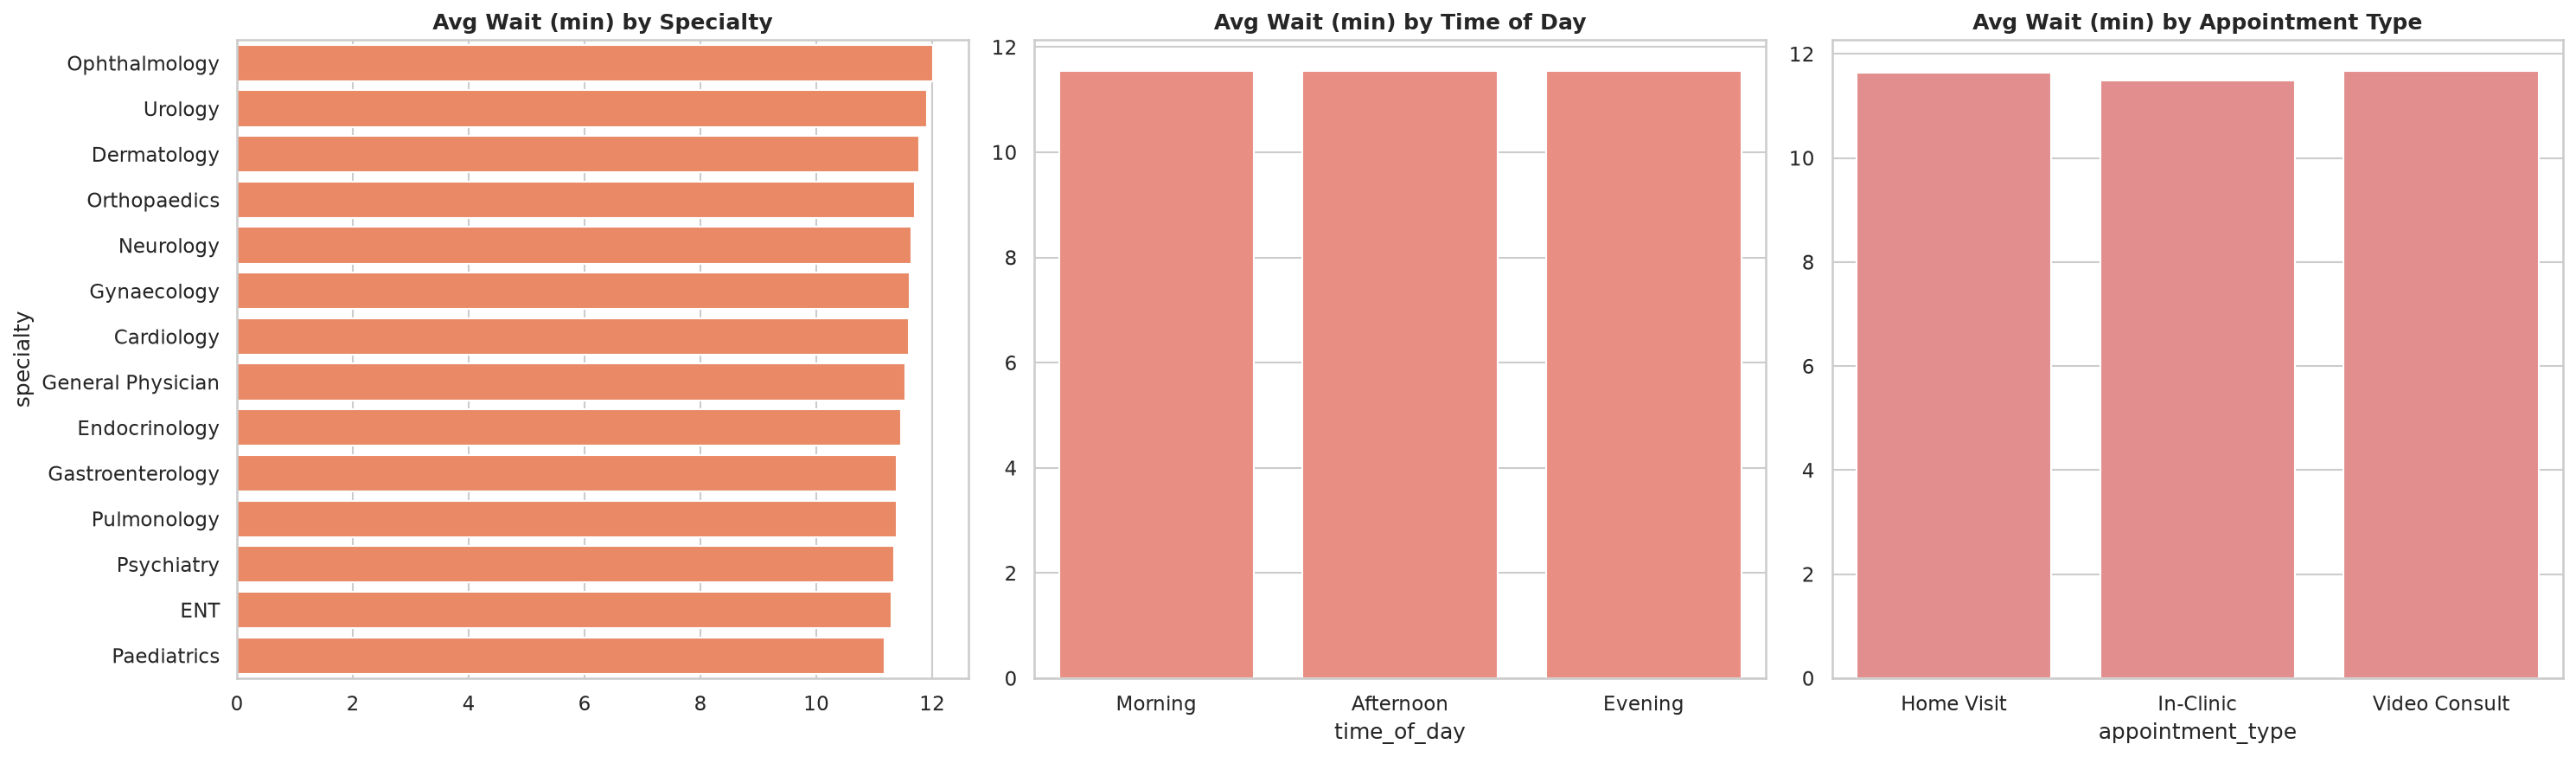 Avg Wait (min) by Specialty
specialty
Ophthalmology
Urology
Dermatology
Orthopaedics
Neurology
Gynaecology
Cardiology
General Physician
Endocrinology
Gastroenterology
Pulmonology
Psychiatry
ENT
Paediatrics
0 2 4 6 8 10 12
Avg Wait (min) by Time of Day
12
10
8
6
4
2
0
Morning Afternoon Evening
time_of_day
Avg Wait (min) by Appointment Type
12
10
8
6
4
2
0
Home Visit In-Clinic Video Consult
appointment_type